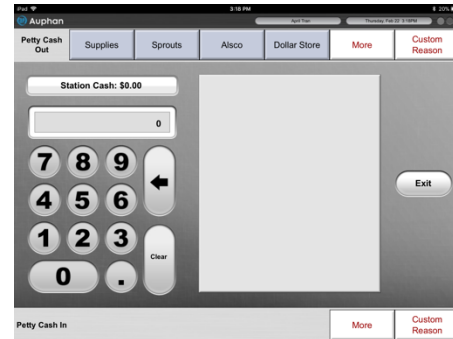 iPad
3:16 PM
20%
Auphan
April Tran
Thursday, Feb 22 3:16PM
Petty Cash
Out
Supplies
Sprouts
Alsco
Dollar Store
More
Custom
Reason
Station Cash: $0.00
0
7 8 9
4 5 6
Exit
1 2 3
Clear
0 .
Petty Cash In
More
Custom
Reason